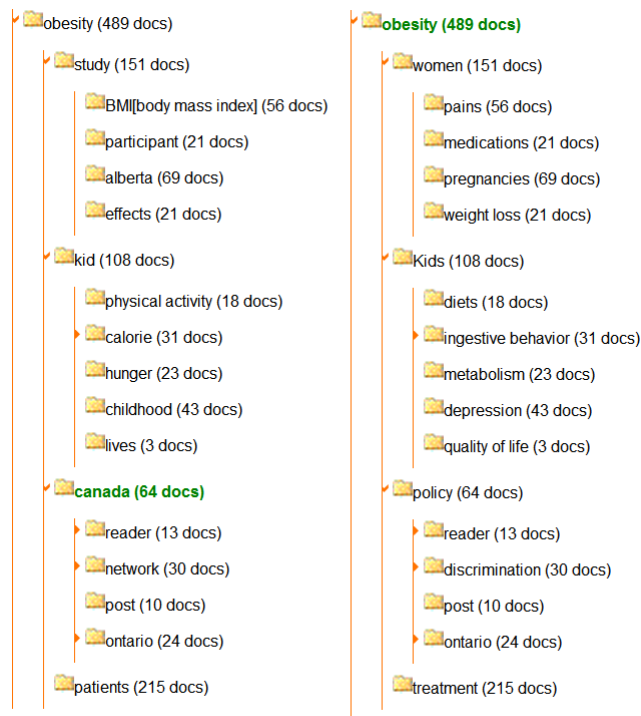 obesity (489 docs)
study (151 docs)
BMI[body mass index] (56 docs)
participant (21 docs)
alberta (69 docs)
effects (21 docs)
kid (108 docs)
physical activity (18 docs)
calorie (31 docs)
hunger (23 docs)
childhood (43 docs)
lives (3 docs)
canada (64 docs)
reader (13 docs)
network (30 docs)
post (10 docs)
ontario (24 docs)
patients (215 docs)
obesity (489 docs)
women (151 docs)
pains (56 docs)
medications (21 docs)
pregnancies (69 docs)
weight loss (21 docs)
Kids (108 docs)
diets (18 docs)
ingestive behavior (31 docs)
metabolism (23 docs)
depression (43 docs)
quality of life (3 docs)
policy (64 docs)
reader (13 docs)
discrimination (30 docs)
post (10 docs)
ontario (24 docs)
treatment (215 docs)